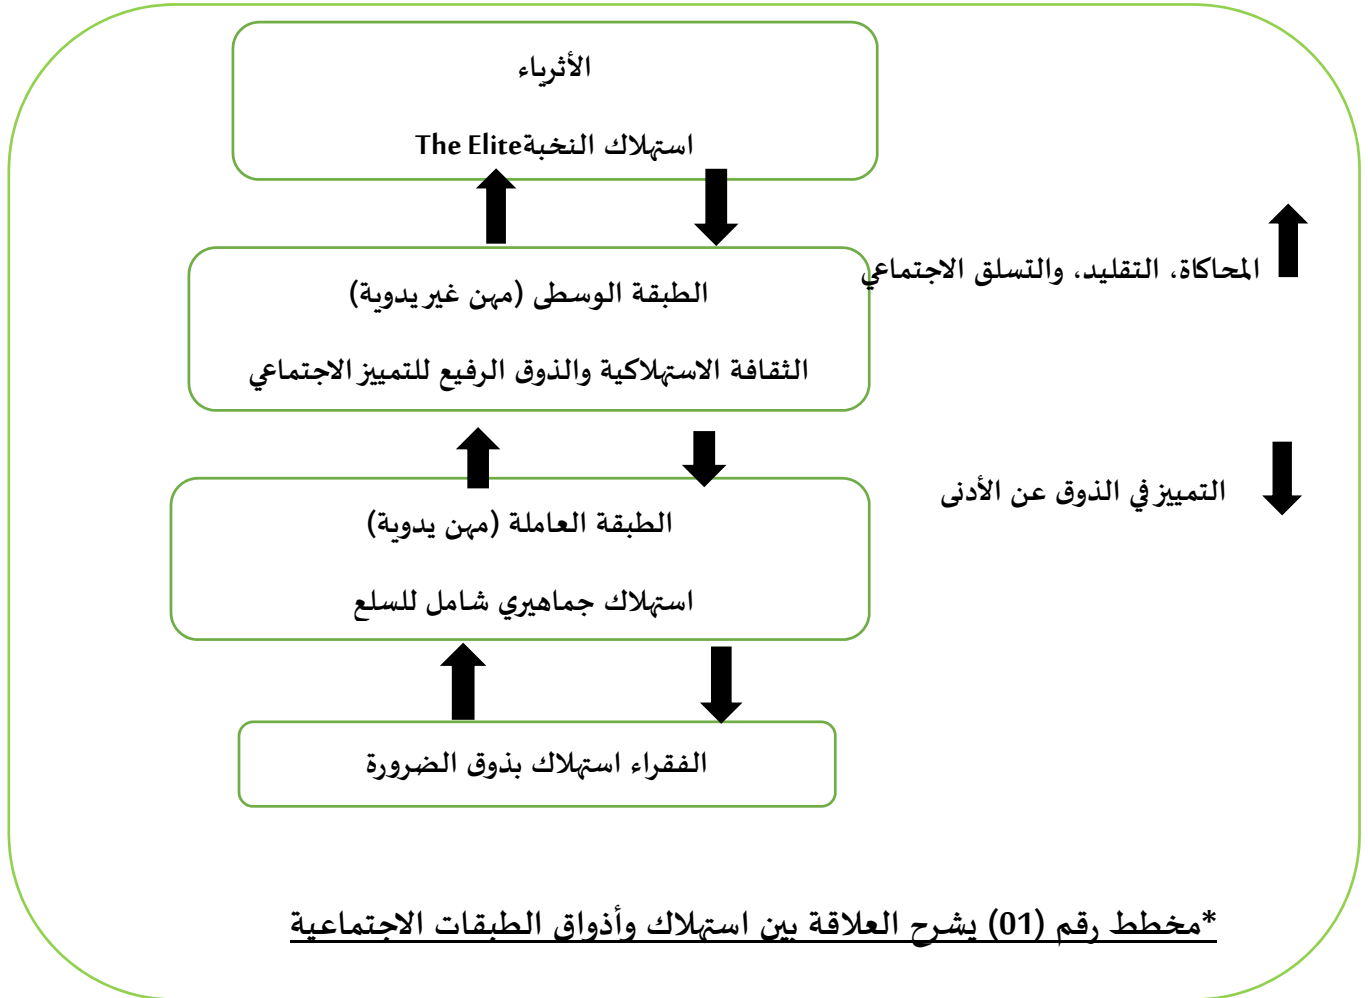 الأثرياء
استهلاك النخبةThe Elite
الطبقة الوسطى (مهن غير يدوية)
الثقافة الاستهلاكية والذوق الرفيع للتمييز الاجتماعي
المحاكاة، التقليد، والتسلق الاجتماعي
الطبقة العاملة (مهن يدوية)
استهلاك جماهيري شامل للسلع
التمييز في الذوق عن الأدنى
الفقراء استهلاك بذوق الضرورة
*مخطط رقم (01) يشرح العلاقة بين استهلاك وأذواق الطبقات الاجتماعية